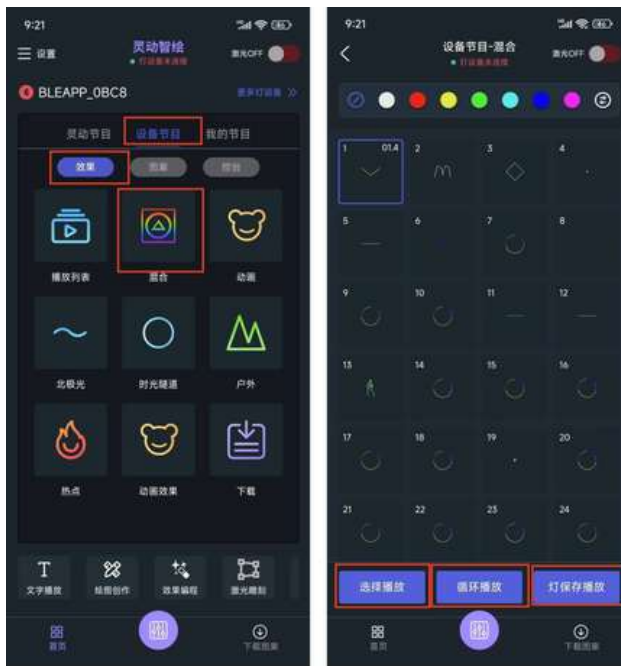 9:21
设置
灵动智绘
灯设备未连接
激光OFF
BLEAPP_0BC8
更多灯设备
灵动节目
设备节目
我的节目
效果
图案
播放列表
混合
动画
北极光
时光隧道
户外
热点
动画效果
下载
文字播放
绘图创作
效果编程
激光雕刻
首页
下载图案
9:21
设备节目-混合
灯设备未连接
激光OFF
1
01.4
2
3
4
5
6
7
8
9
10
11
12
13
14
15
16
17
18
19
20
21
22
23
24
选择播放
循环播放
灯保存播放
首页
下载图案